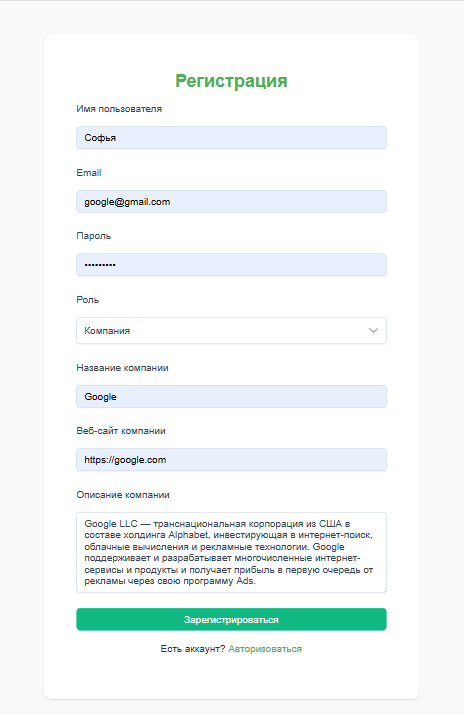 Регистрация
Имя пользователя
Софья
Email
google@gmail.com
Пароль
•••••••••
Роль
Компания
Название компании
Google
Веб-сайт компании
https://google.com
Описание компании
Google LLC — транснациональная корпорация из США в
составе холдинга Alphabet, инвестирующая в интернет-поиск,
облачные вычисления и рекламные технологии. Google
поддерживает и разрабатывает многочисленные интернет-
сервисы и продукты и получает прибыль в первую очередь от
рекламы через свою программу Ads.
Зарегистрироваться
Есть аккаунт? Авторизоваться